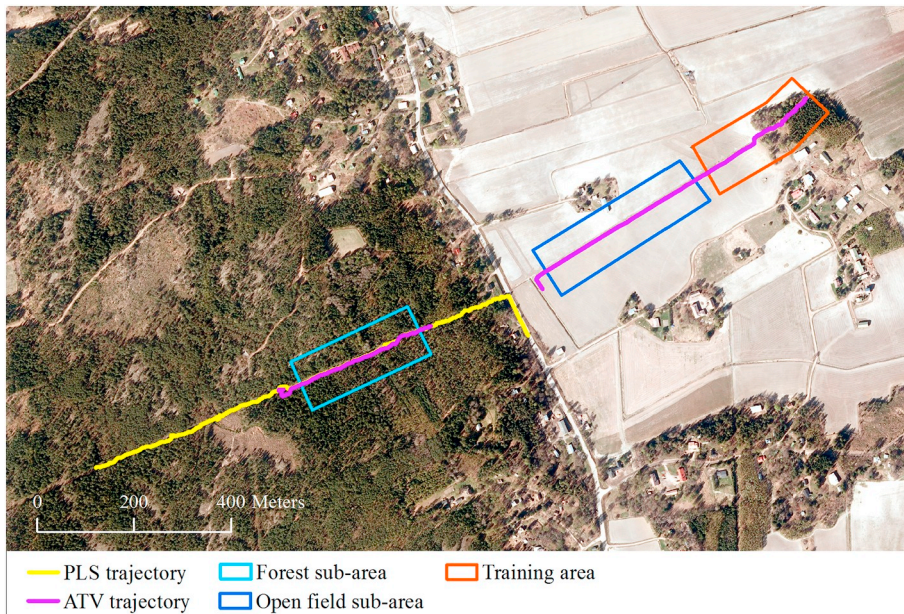 0 200 400 Meters
PLS trajectory Forest sub-area Training area
ATV trajectory Open field sub-area